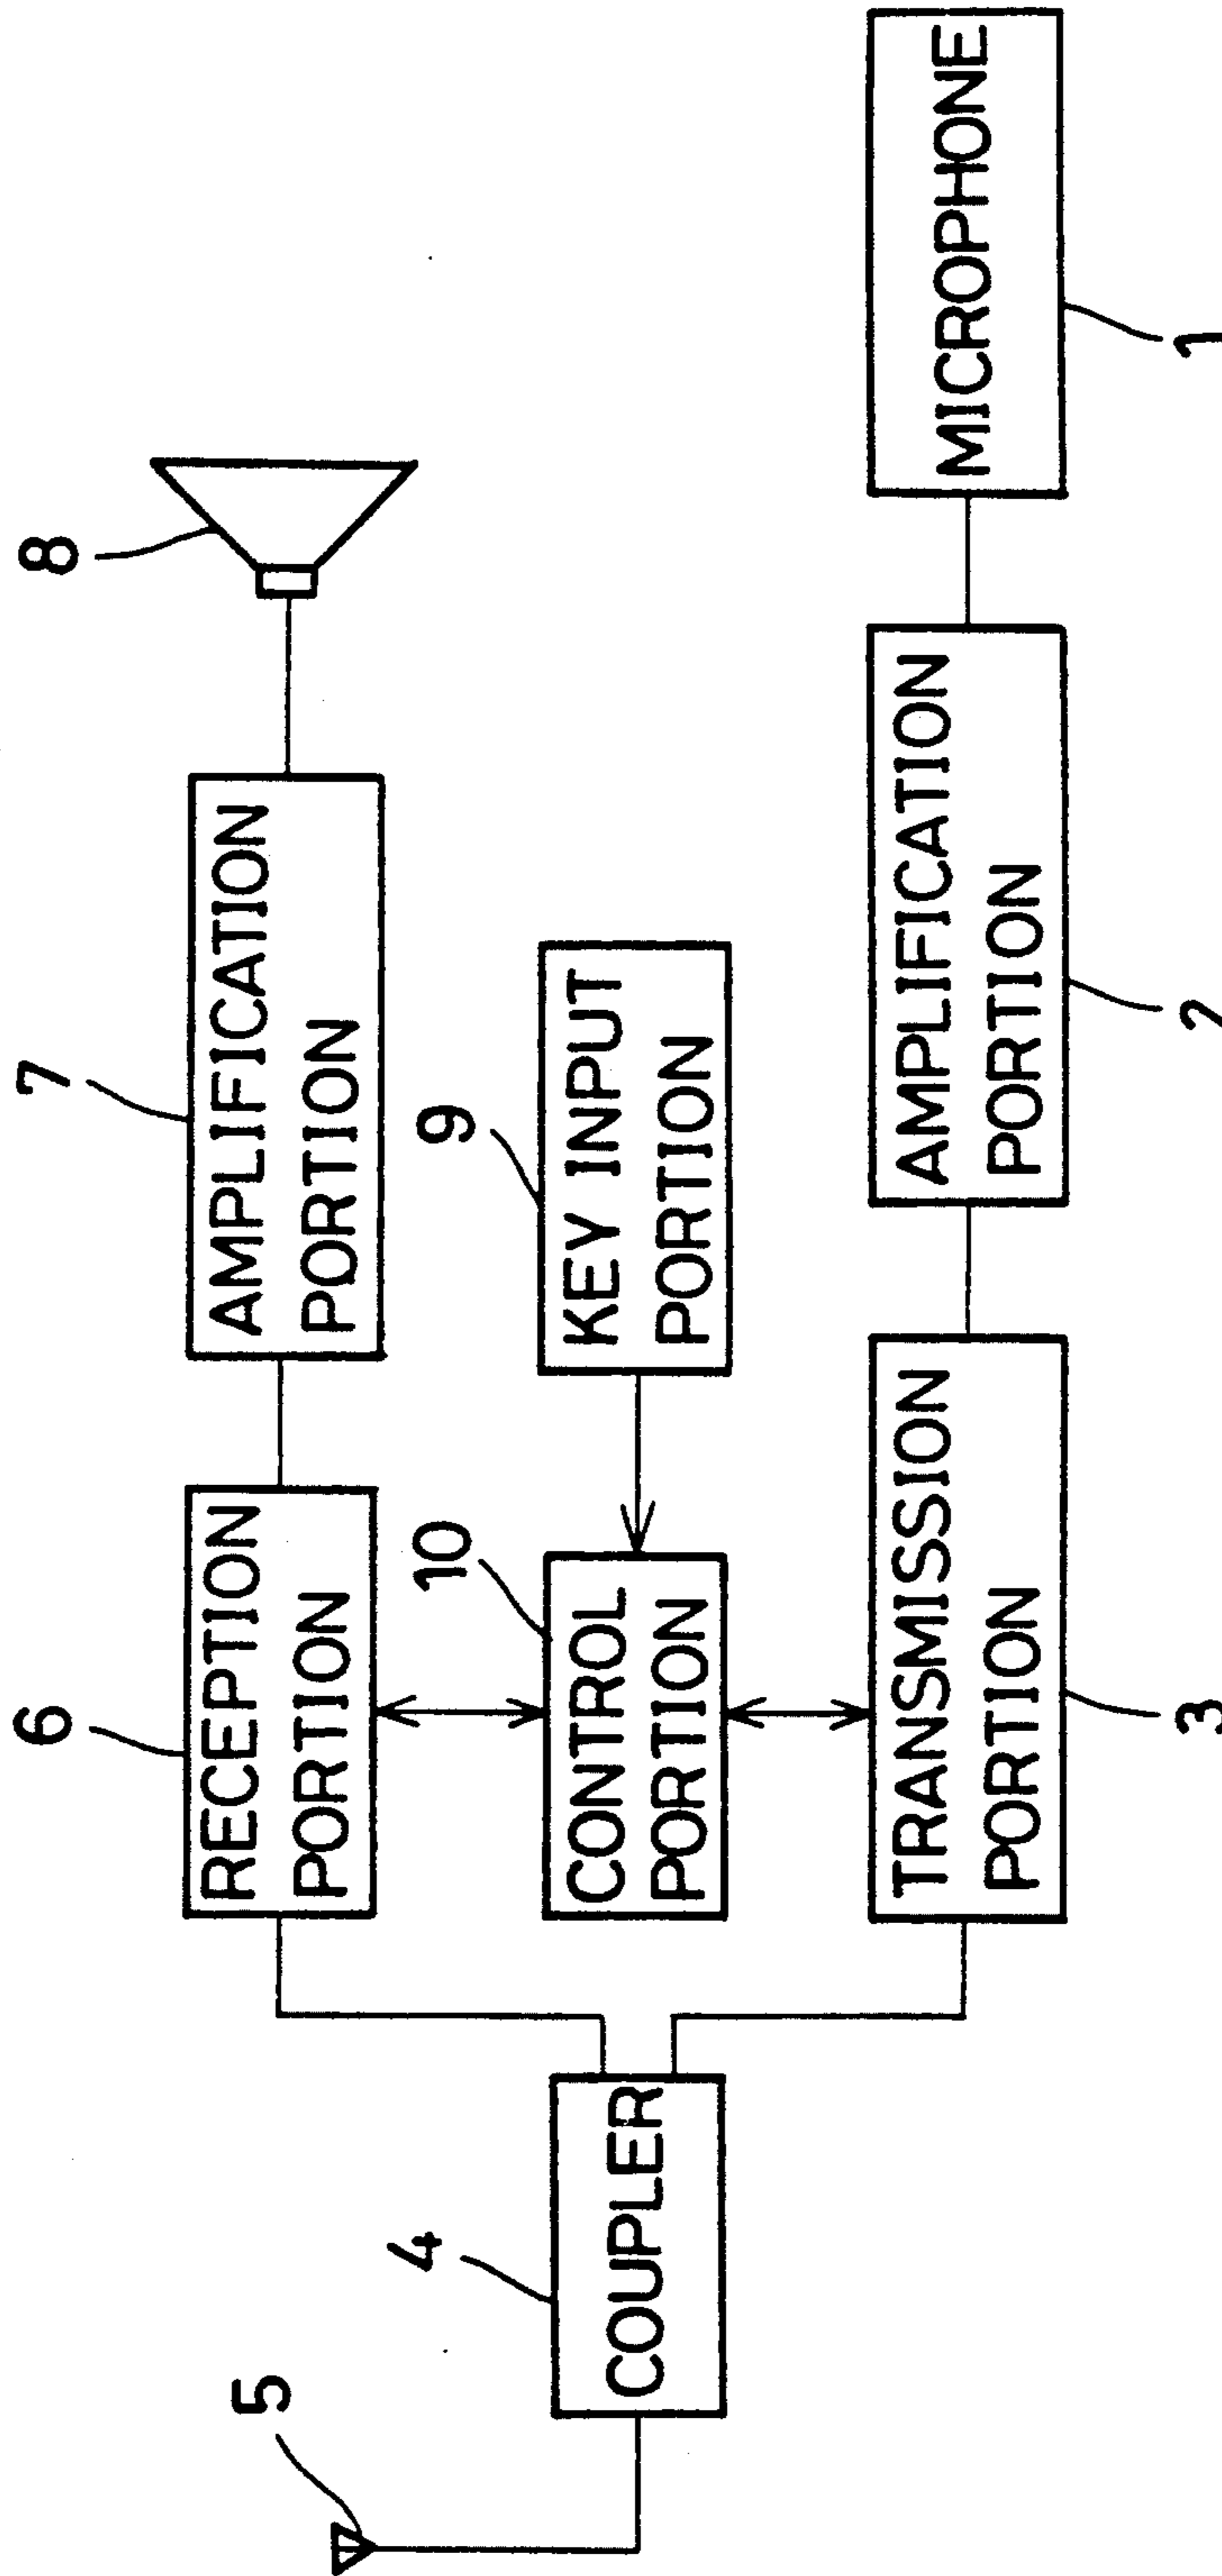 5
4
COUPLER
6
RECEPTION
PORTION
7
AMPLIFICATION
PORTION
8
10
CONTROL
PORTION
9
KEY INPUT
PORTION
TRANSMISSION
PORTION
3
AMPLIFICATION
PORTION
2
MICROPHONE
1